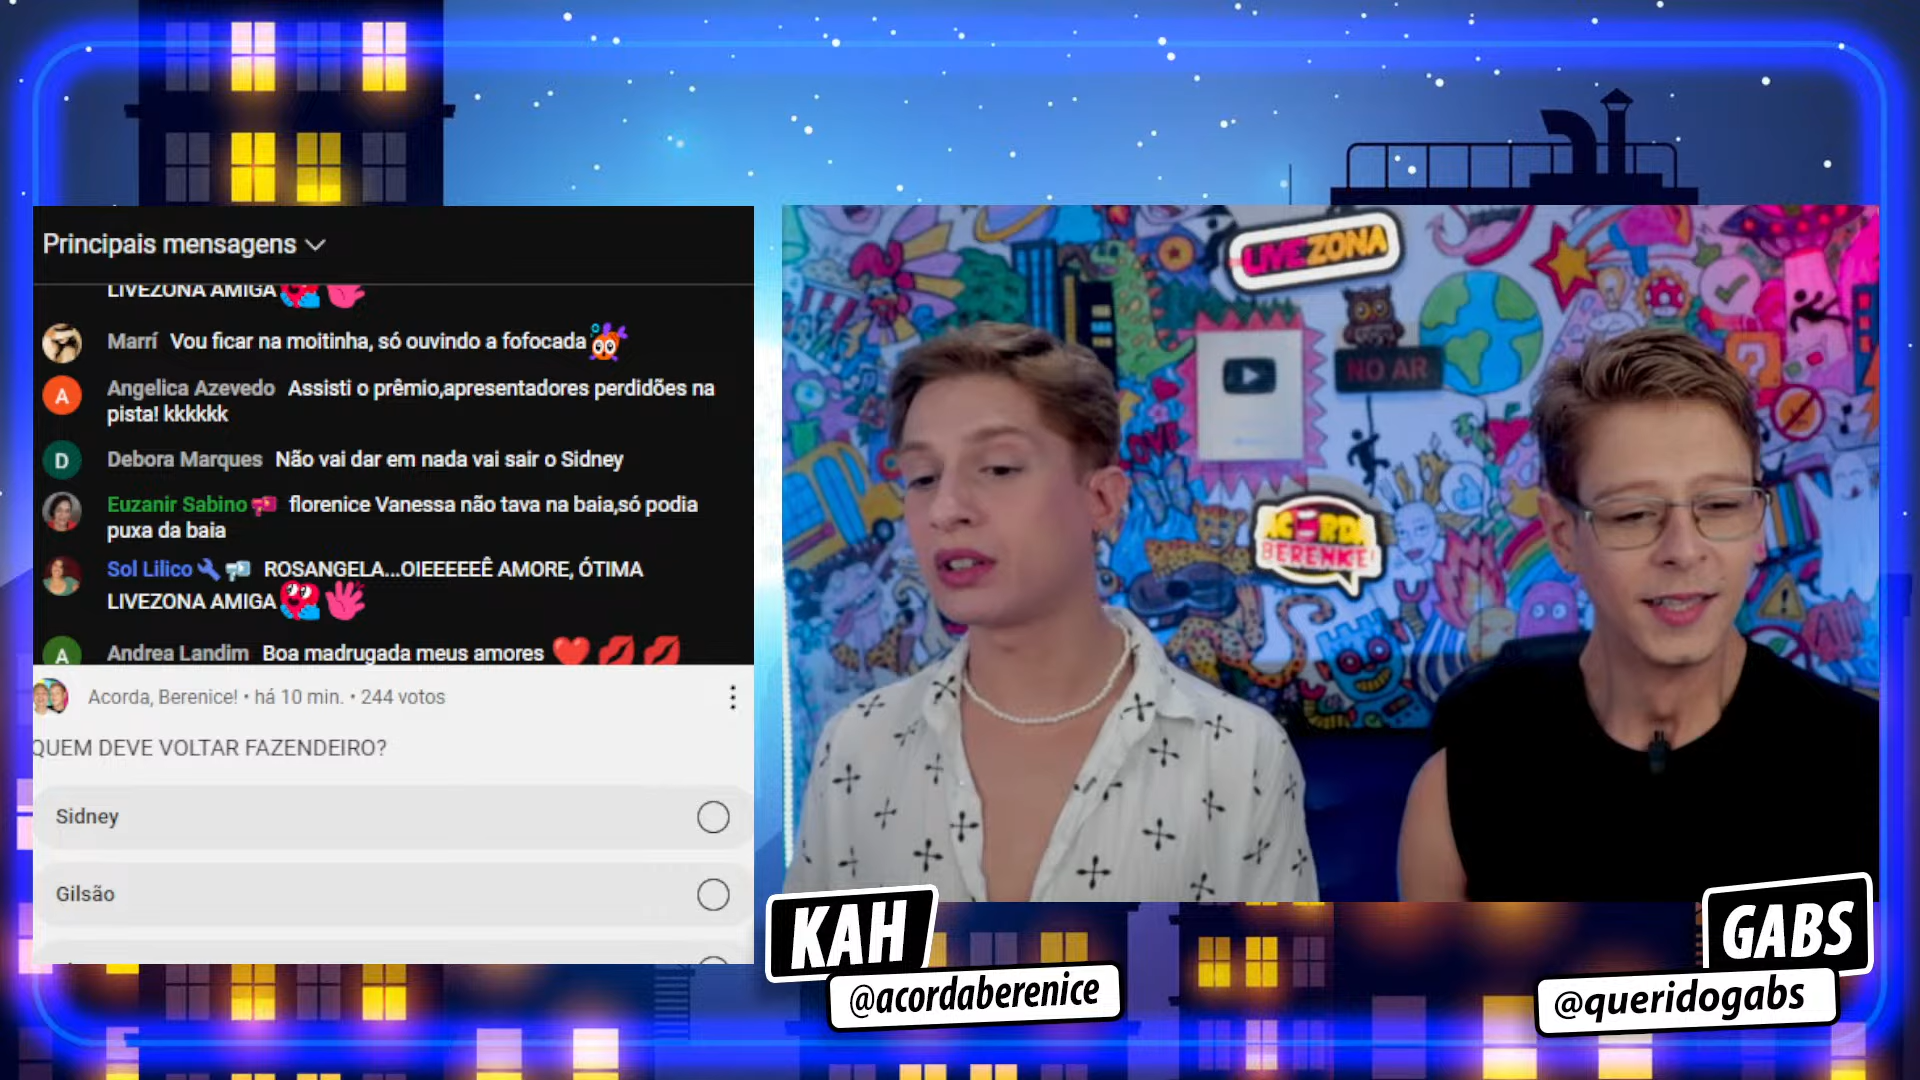 Principais mensagens
LIVEZONA AMIGA
Marrí Vou ficar na moitinha, só ouvindo a fofocada
A
Angelica Azevedo Assisti o prêmio,apresentadores perdidões na
pista! kkkkkk
D
Debora Marques Não vai dar em nada vai sair o Sidney
Euzanir Sabino florenice Vanessa não tava na baia,só podia
puxa da baia
Sol Lilico ROSANGELA...OIEEEEEÊ AMORE, ÓTIMA
LIVEZONA AMIGA
A
Andrea Landim Boa madrugada meus amores
Acorda, Berenice! • há 10 min. • 244 votos
QUEM DEVE VOLTAR FAZENDEIRO?
Sidney
Gilsão
LIVEZONA
NO AR
LOVE
ACORDA
BERENICE!
KAH
@acordaberenice
GABS
@queridogabs